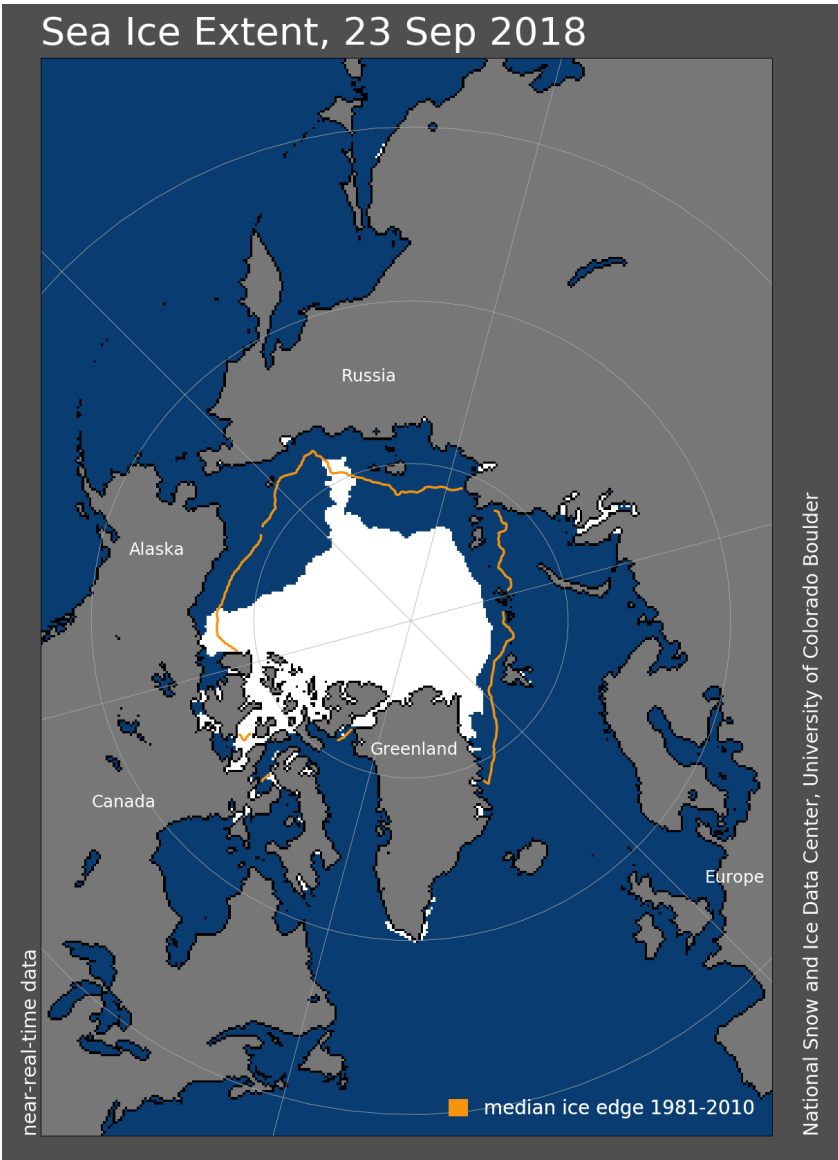 Sea Ice Extent, 23 Sep 2018
Russia
Alaska
Greenland
Canada
Europe
near-real-time data
National Snow and Ice Data Center, University of Colorado Boulder
median ice edge 1981-2010